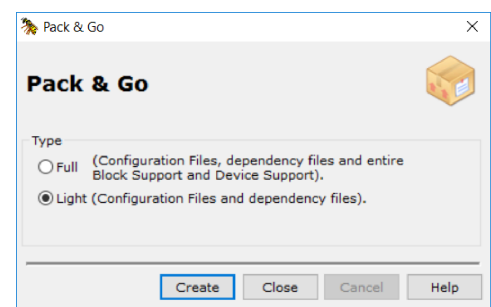 Pack & Go
Pack & Go
Type
Full (Configuration Files, dependency files and entire
Block Support and Device Support).
Light (Configuration Files and dependency files).
Create Close Cancel Help